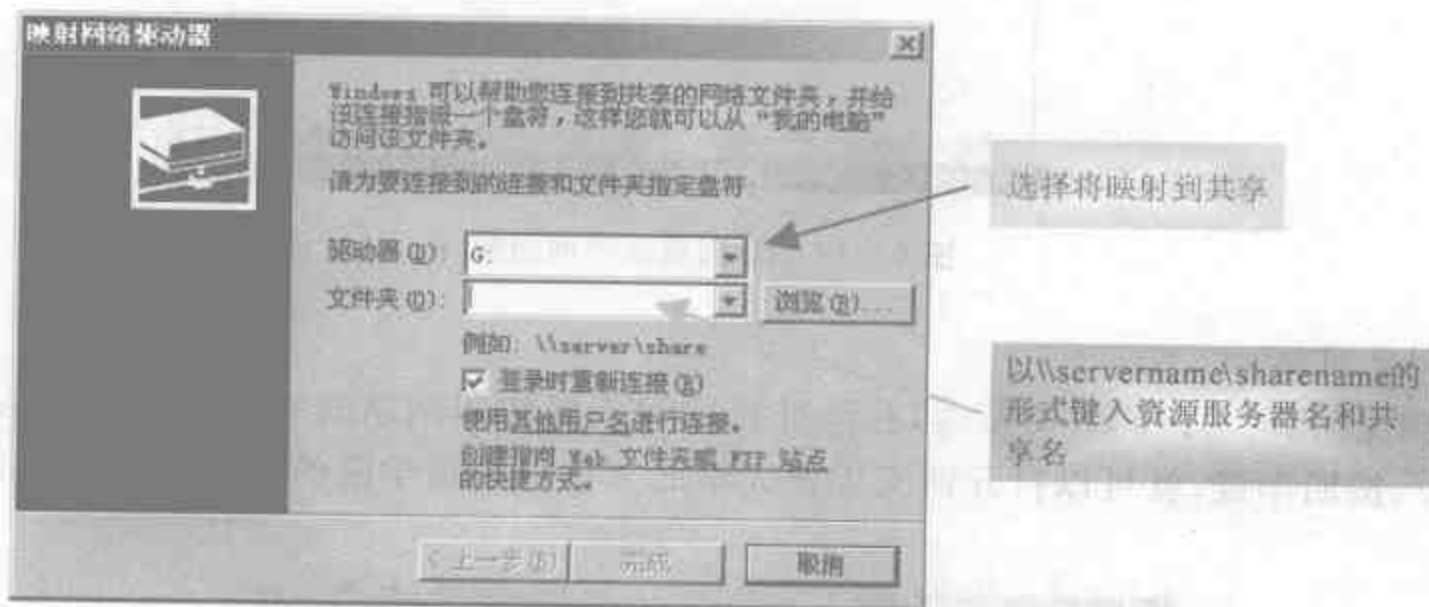 映射网络驱动器
Windows 可以帮助您连接到共享的网络文件夹，并给
该连接指派一个盘符，这样您就可以从“我的电脑”
访问该文件夹。
请为要连接到的连接和文件夹指定盘符
选择将映射到共享
驱动器(D): G:
文件夹(O): 浏览(R)...
例如: \\server\share
登录时重新连接(R)
以\\servername\sharename的
形式键入资源服务器名和共
享名
使用其他用户名进行连接。
创建指向 Web 文件夹或 FTP 站点
的快捷方式。
< 上一步(B) 完成 取消